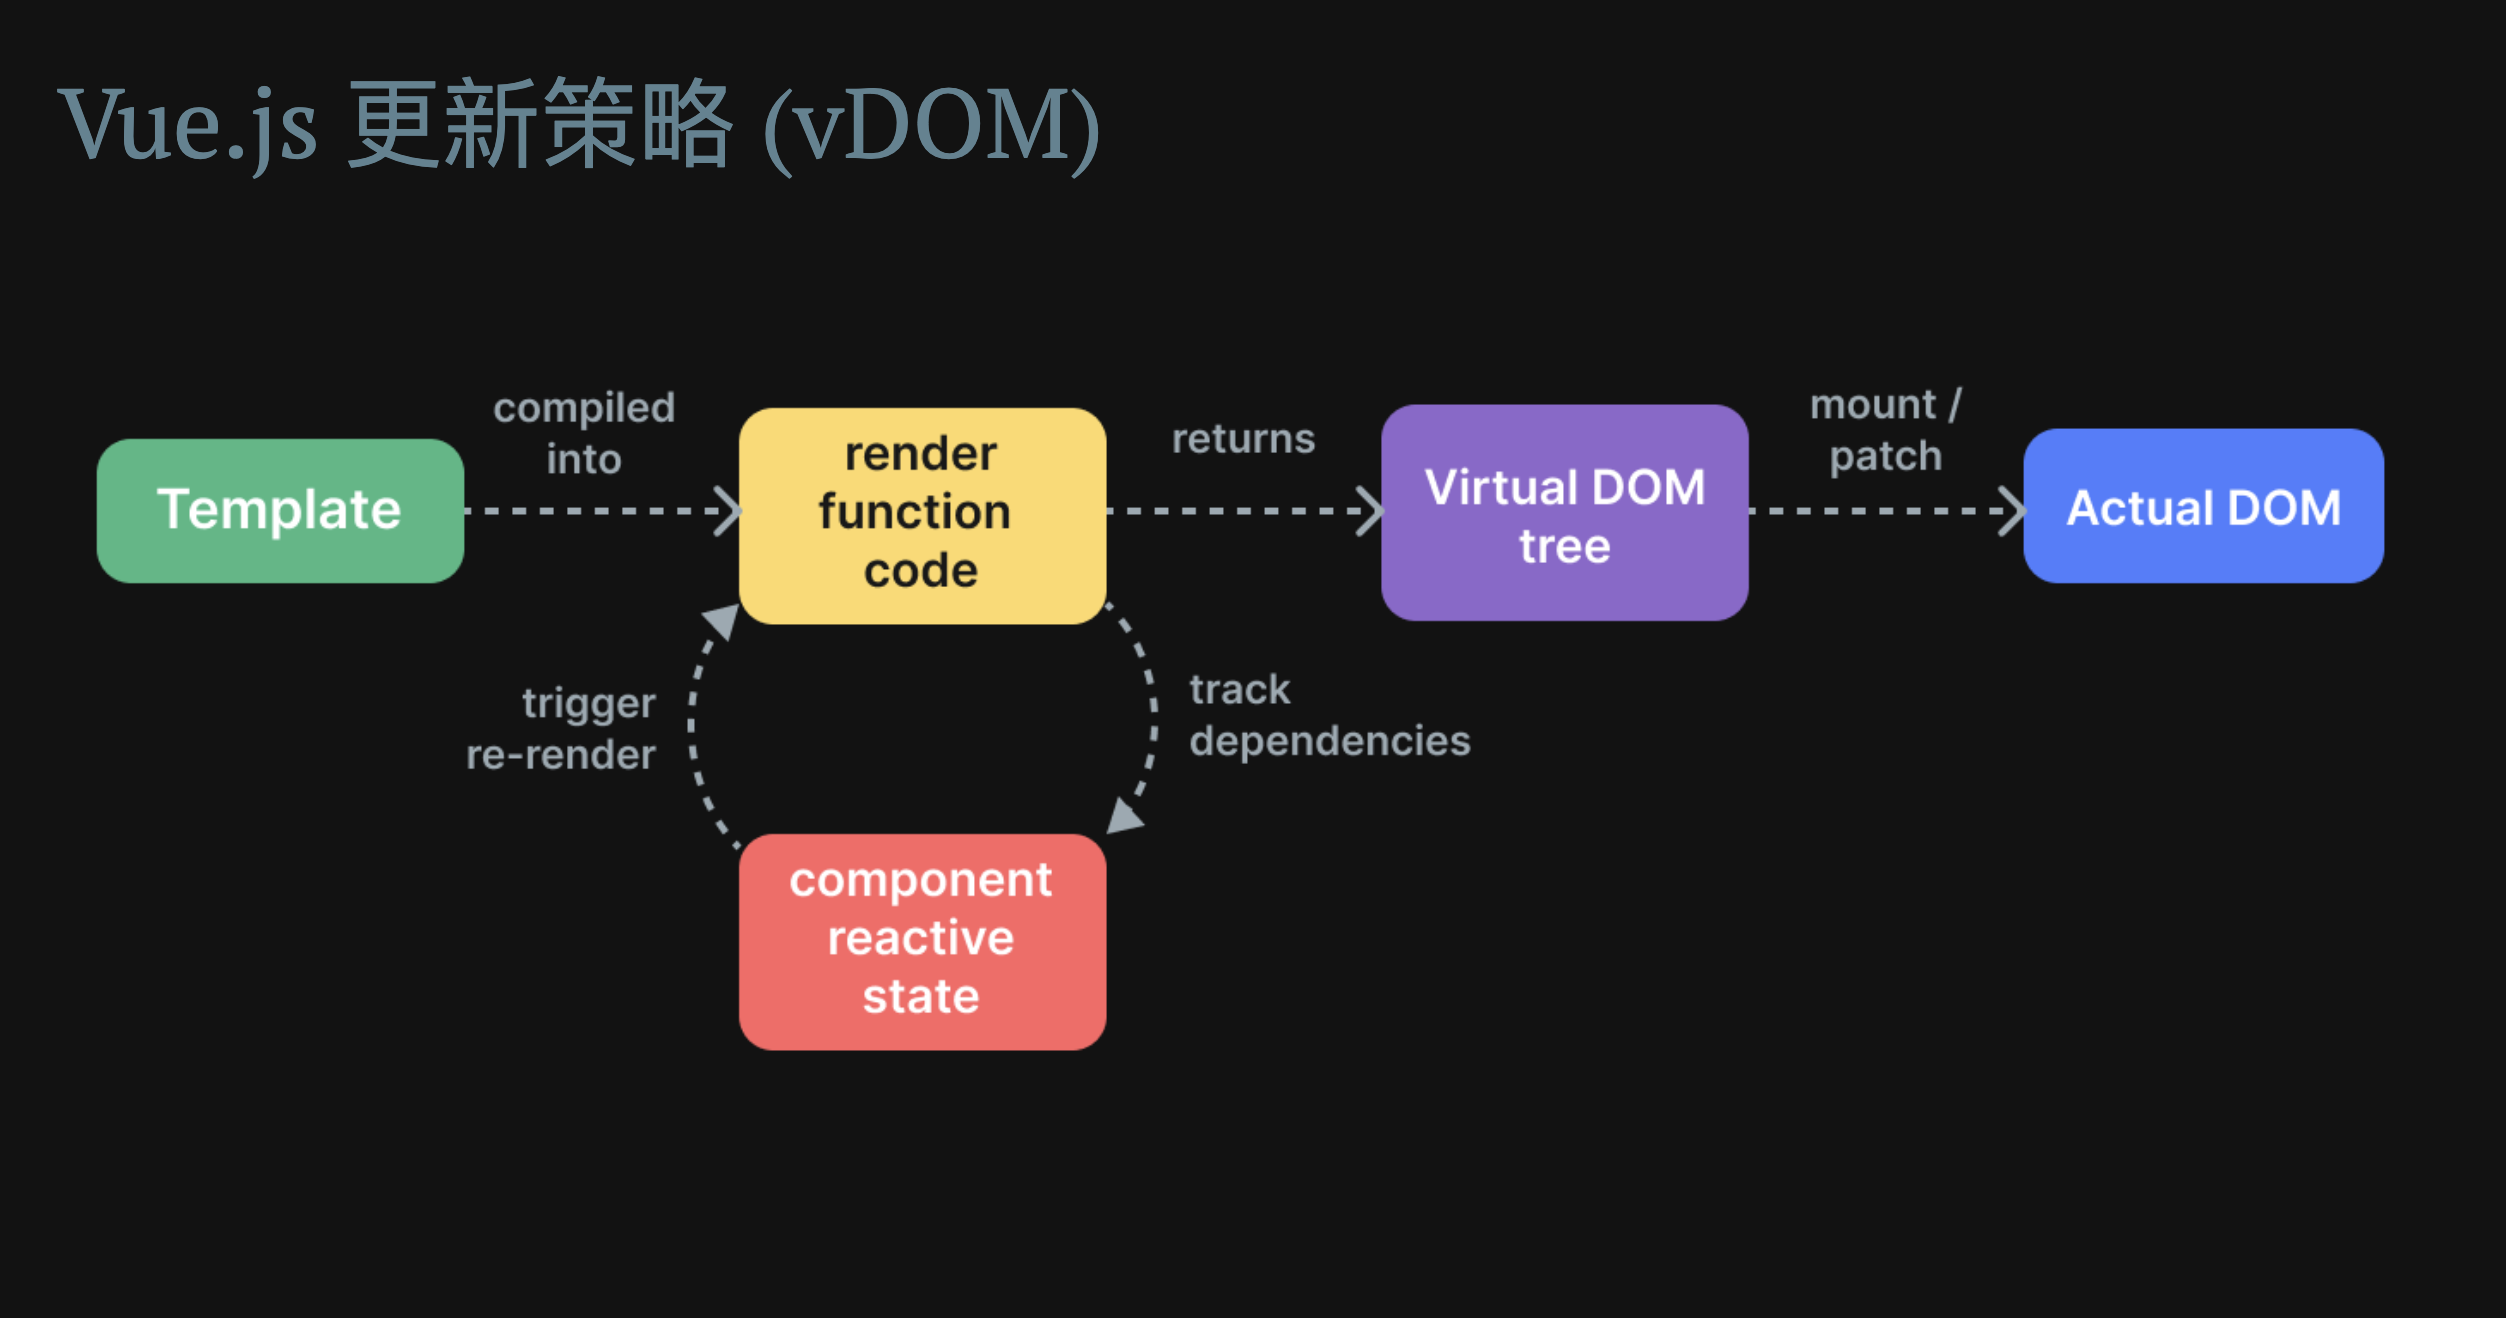 Vue.js 更新策略 (vDOM)
compiled
into
Template
render
function
code
returns
Virtual DOM
tree
mount /
patch
Actual DOM
trigger
re-render
track
dependencies
component
reactive
state